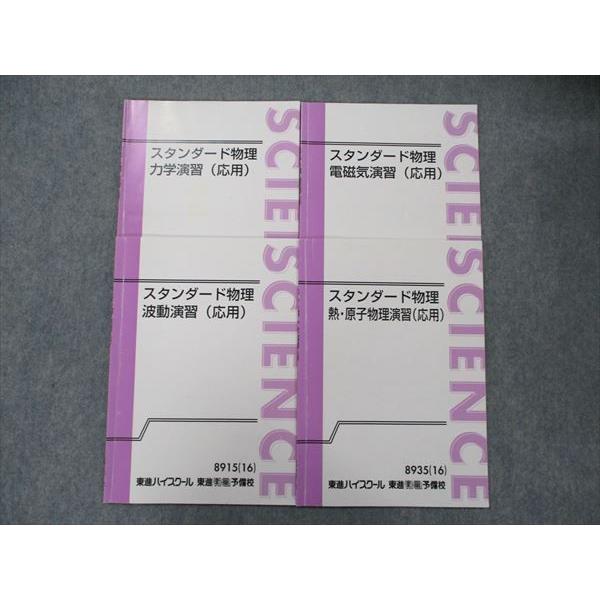 スタンダード物理
力学演習(応用)
SCIE
スタンダード物理
電磁気演習(応用)
SCIE
スタンダード物理
波動演習(応用)
8915(16)
東進ハイスクール 東進 予備校
SCIENCE
スタンダード物理
熱・原子物理演習(応用)
8935(16)
東進ハイスクール 東進 予備校
SCIENCE